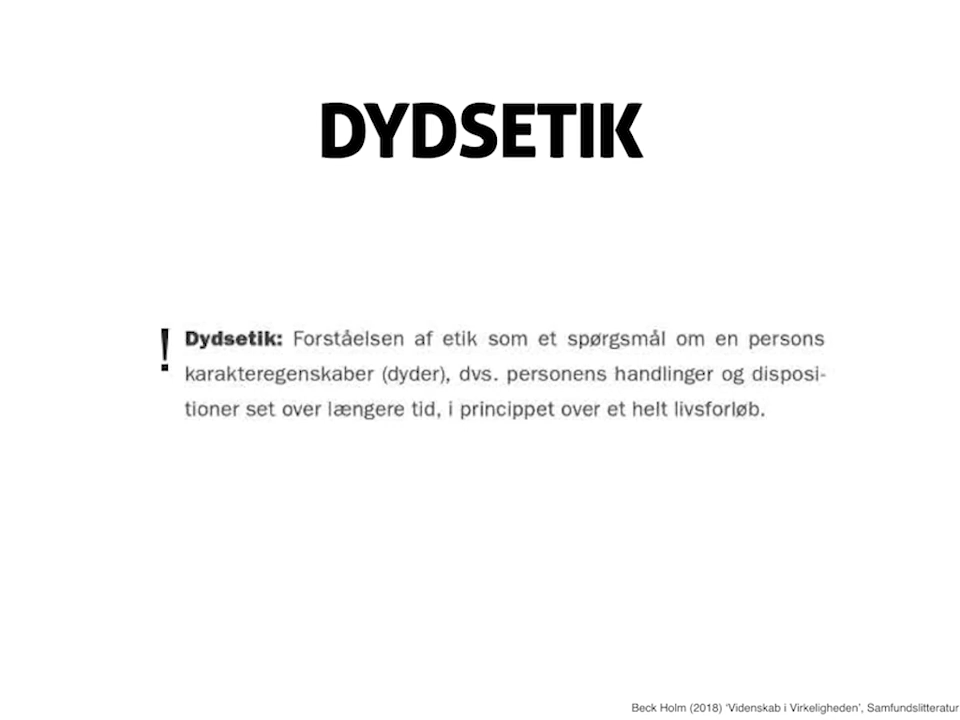 DYDSETIK
! Dydsetik: Forståelsen af etik som et spørgsmål om en persons
karakteregenskaber (dyder), dvs. personens handlinger og disposi-
tioner set over længere tid, i princippet over et helt livsforløb.
Beck Holm (2018) ‘Videnskab i Virkeligheden’, Samfundslitteratur